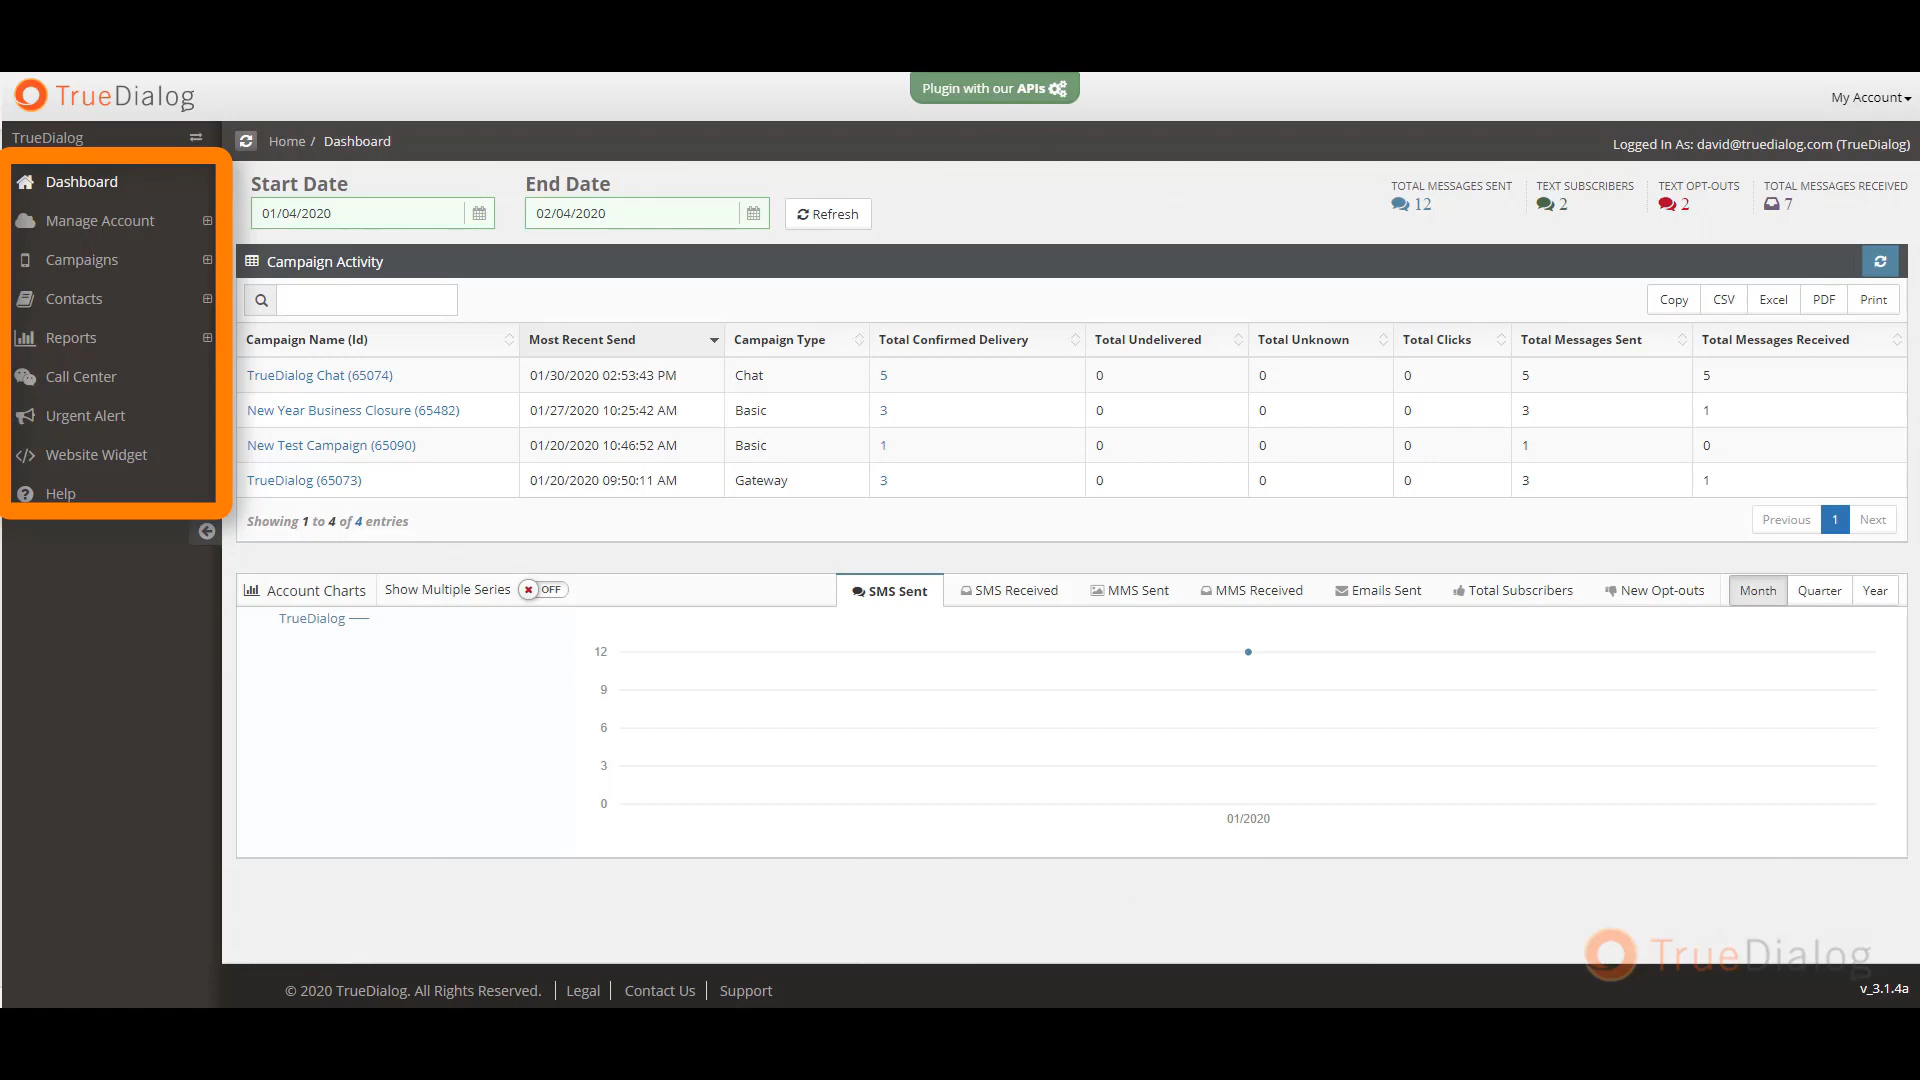 TrueDialog
Plugin with our APIs
My Account
TrueDialog
Home / Dashboard
Logged In As: david@truedialog.com (TrueDialog)
Dashboard
Manage Account
Campaigns
Contacts
Reports
Call Center
Urgent Alert
Website Widget
Help
Start Date
End Date
01/04/2020
02/04/2020
Refresh
TOTAL MESSAGES SENT
12
TEXT SUBSCRIBERS
2
TEXT OPT-OUTS
2
TOTAL MESSAGES RECEIVED
7
Campaign Activity
Copy CSV Excel PDF Print
Campaign Name (Id) Most Recent Send Campaign Type Total Confirmed Delivery Total Undelivered Total Unknown Total Clicks Total Messages Sent Total Messages Received
TrueDialog Chat (65074) 01/30/2020 02:53:43 PM Chat 5 0 0 0 5 5
New Year Business Closure (65482) 01/27/2020 10:25:42 AM Basic 3 0 0 0 3 1
New Test Campaign (65090) 01/20/2020 10:46:52 AM Basic 1 0 0 0 1 0
TrueDialog (65073) 01/20/2020 09:50:11 AM Gateway 3 0 0 0 3 1
Showing 1 to 4 of 4 entries
Previous 1 Next
Account Charts Show Multiple Series OFF
SMS Sent SMS Received MMS Sent MMS Received Emails Sent Total Subscribers New Opt-outs Month Quarter Year
TrueDialog
12
9
6
3
0
01/2020
TrueDialog
© 2020 TrueDialog. All Rights Reserved. Legal Contact Us Support
v_3.1.4a